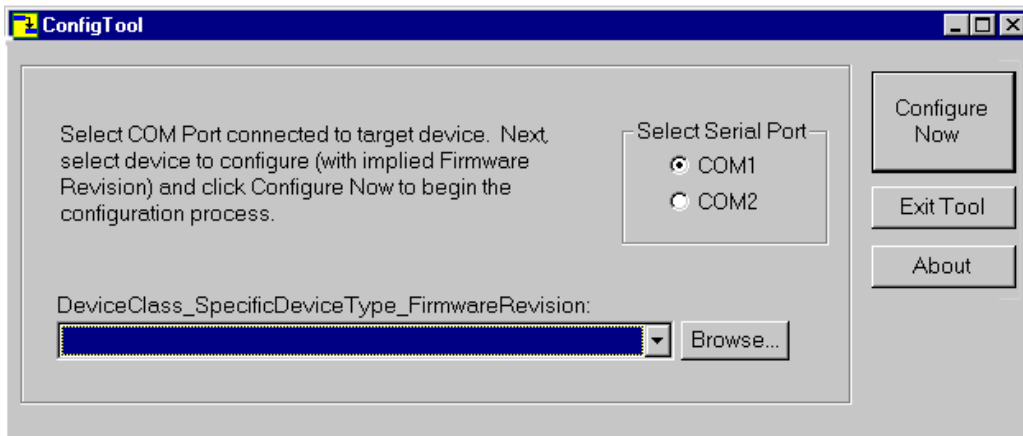 ConfigTool
Select COM Port connected to target device. Next,
select device to configure (with implied Firmware
Revision) and click Configure Now to begin the
configuration process.
Select Serial Port
COM1
COM2
Configure
Now
Exit Tool
About
DeviceClass_SpecificDeviceType_FirmwareRevision:
Browse...